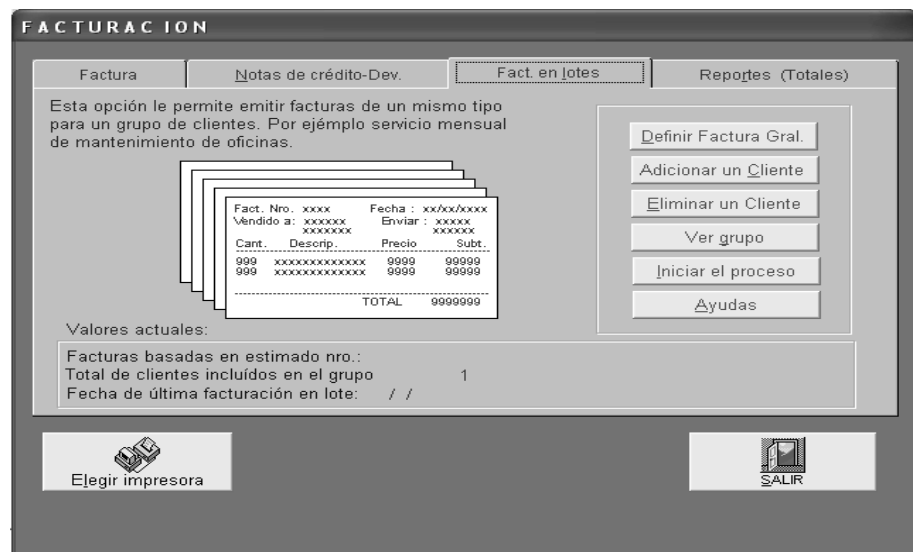 FACTURACION
Factura
Notas de crédito-Dev.
Fact. en lotes
Reportes (Totales)
Esta opción le permite emitir facturas de un mismo tipo
para un grupo de clientes. Por ejémplo servicio mensual
de mantenimiento de oficinas.
Fact. Nro. xxxx Fecha : xx/xx/xxxx
Vendido a: xxxxxx Enviar : xxxxx
xxxxxxx xxxxxx
Cant. Descrip. Precio Subt.
999 xxxxxxxxxxxxx 9999 99999
999 xxxxxxxxxxxxx 9999 99999
TOTAL 9999999
Definir Factura Gral.
Adicionar un Cliente
Eliminar un Cliente
Ver grupo
Iniciar el proceso
Ayudas
Valores actuales:
Facturas basadas en estimado nro.:
Total de clientes incluídos en el grupo 1
Fecha de última facturación en lote: / /
Elegir impresora
SALIR